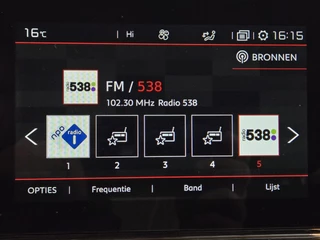 16°C Hi 16:15
BRONNEN
538
FM / 538
102.30 MHz Radio 538
npo radio 1 538
1 2 3 4 5
OPTIES Frequentie Band Lijst